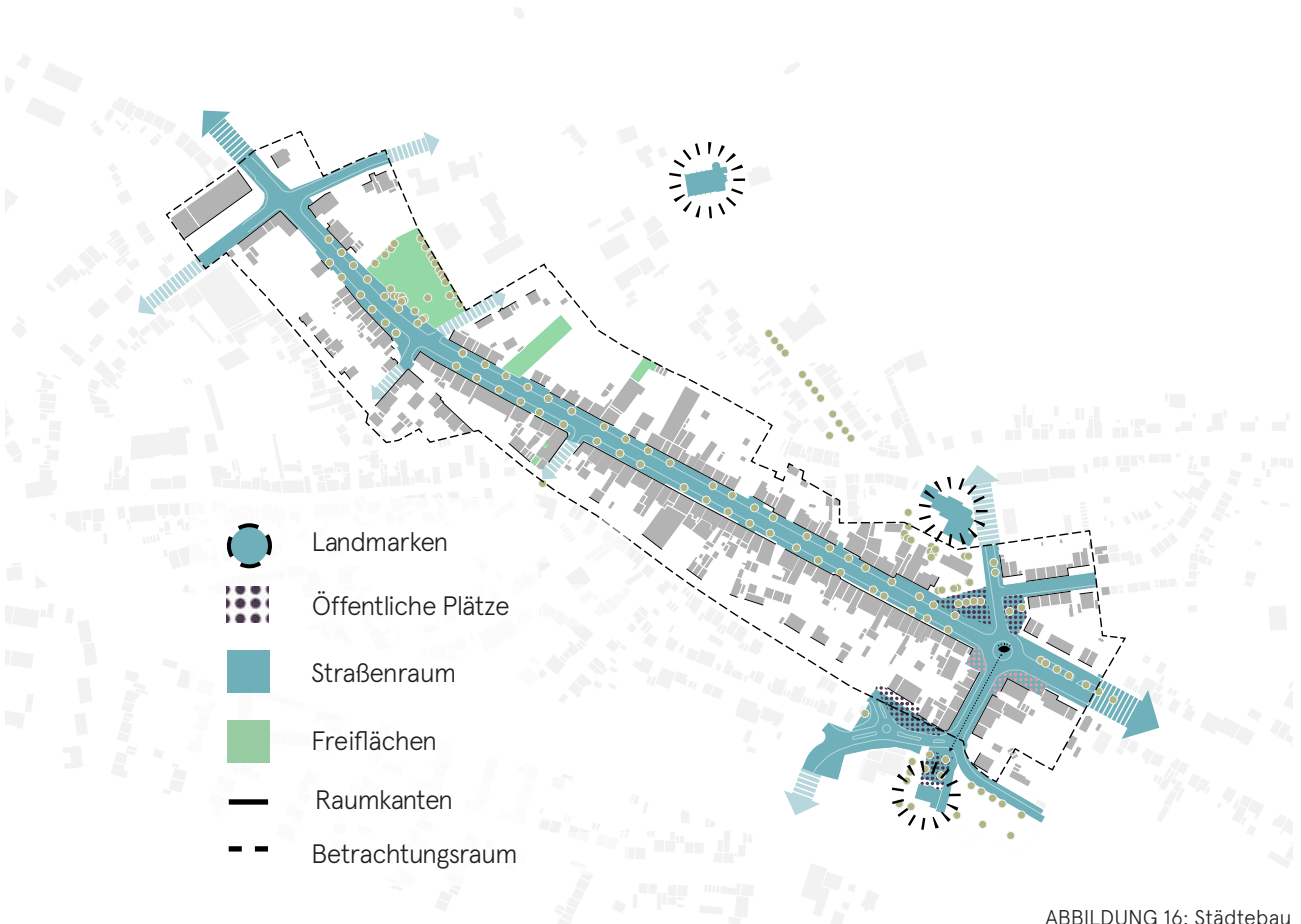 Landmarken
Öffentliche Plätze
Straßenraum
Freiflächen
Raumkanten
Betrachtungsraum
ABBILDUNG 16: Städtebau